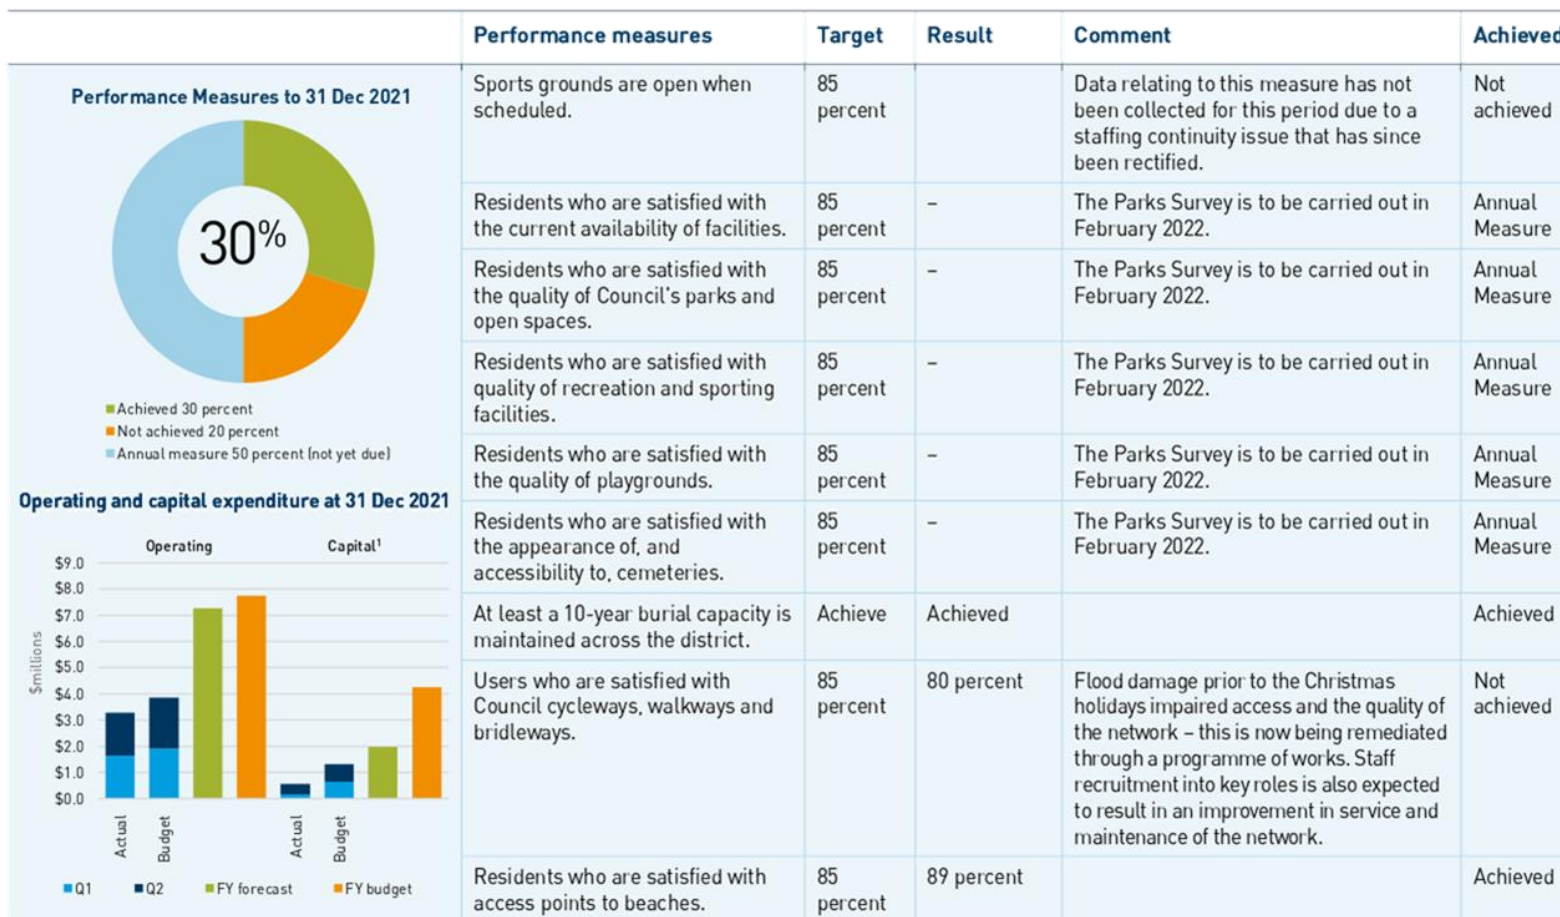 Performance measures Target Result Comment Achieved
Performance Measures to 31 Dec 2021
30%
Achieved 30 percent
Not achieved 20 percent
Annual measure 50 percent (not yet due)
Operating and capital expenditure at 31 Dec 2021
Operating Capital¹
$millions
$9.0
$8.0
$7.0
$6.0
$5.0
$4.0
$3.0
$2.0
$1.0
$0.0
Actual Budget Actual Budget
Q1 Q2 FY forecast FY budget
Sports grounds are open when
scheduled.
85
percent
Data relating to this measure has not
been collected for this period due to a
staffing continuity issue that has since
been rectified.
Not
achieved
Residents who are satisfied with
the current availability of facilities.
85
percent
–
The Parks Survey is to be carried out in
February 2022.
Annual
Measure
Residents who are satisfied with
the quality of Council's parks and
open spaces.
85
percent
–
The Parks Survey is to be carried out in
February 2022.
Annual
Measure
Residents who are satisfied with
quality of recreation and sporting
facilities.
85
percent
–
The Parks Survey is to be carried out in
February 2022.
Annual
Measure
Residents who are satisfied with
the quality of playgrounds.
85
percent
–
The Parks Survey is to be carried out in
February 2022.
Annual
Measure
Residents who are satisfied with
the appearance of, and
accessibility to, cemeteries.
85
percent
–
The Parks Survey is to be carried out in
February 2022.
Annual
Measure
At least a 10-year burial capacity is
maintained across the district.
Achieve
Achieved
Achieved
Users who are satisfied with
Council cycleways, walkways and
bridleways.
85
percent
80 percent
Flood damage prior to the Christmas
holidays impaired access and the quality of
the network – this is now being remediated
through a programme of works. Staff
recruitment into key roles is also expected
to result in an improvement in service and
maintenance of the network.
Not
achieved
Residents who are satisfied with
access points to beaches.
85
percent
89 percent
Achieved